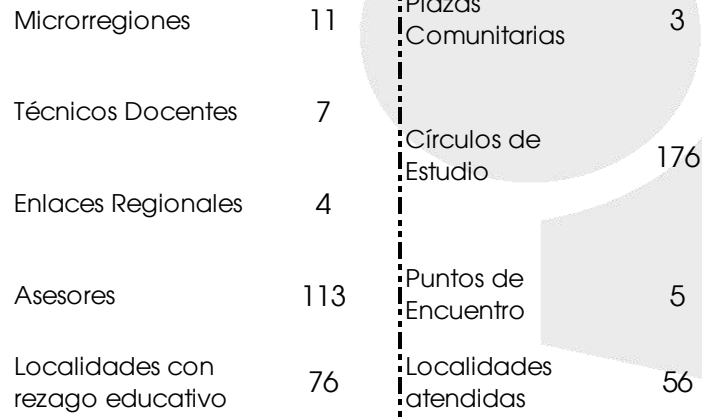 Microrregiones 11
Técnicos Docentes 7
Enlaces Regionales 4
Asesores 113
Localidades con
rezago educativo 76
Plazas
Comunitarias 3
Círculos de
Estudio 176
Puntos de
Encuentro 5
Localidades
atendidas 56